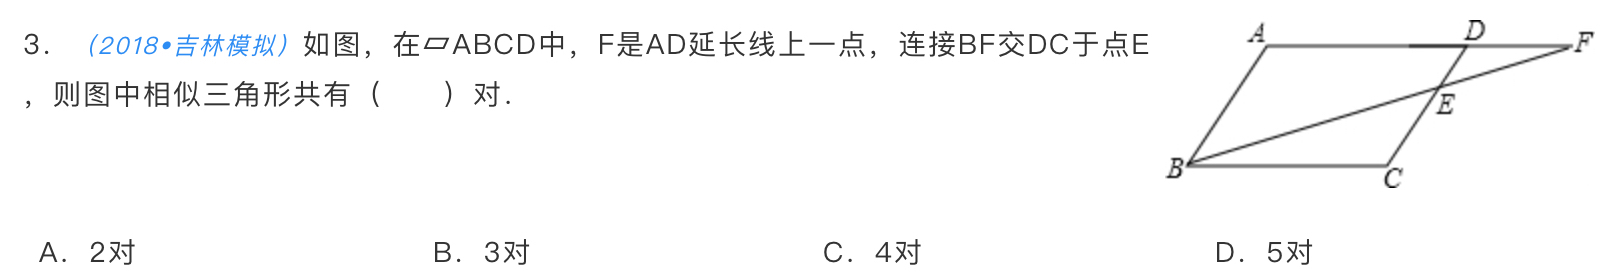 3. （2018•吉林模拟）如图，在▱ABCD中，F是AD延长线上一点，连接BF交DC于点E
，则图中相似三角形共有（　　）对.
A D F
E
B C
A. 2对 B. 3对 C. 4对 D. 5对